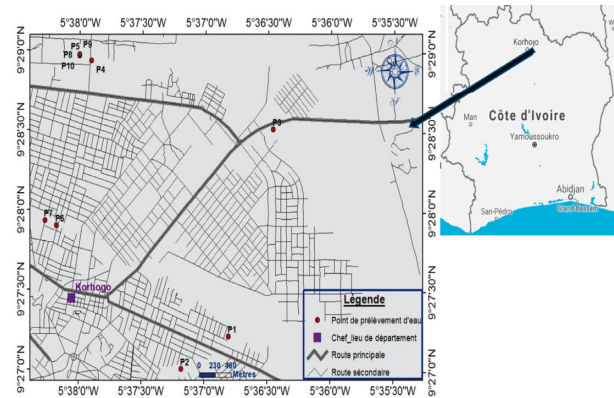 5°38'0"W 5°37'30"W 5°37'0"W 5°36'30"W 5°36'0"W 5°35'30"W
9°29'0"N
9°28'30"N
9°28'0"N
9°27'30"N
9°27'0"N
P5 P9
P8 P4
P10
P3
P7 P6
Korhogo
P1
P2
N
W E
S
0 230 460
Mètres
Légende
Point de prélèvement d'eau
Chef_lieu de département
Route principale
Route sécondaire
9°29'0"N
9°28'30"N
9°28'0"N
9°27'30"N
9°27'0"N
5°38'0"W 5°37'30"W 5°37'0"W 5°36'30"W 5°36'0"W 5°35'30"W
Korhojo
Man
Côte d'Ivoire
Yamoussoukro
Abidjan
San-Pédro
Grand-Bassam